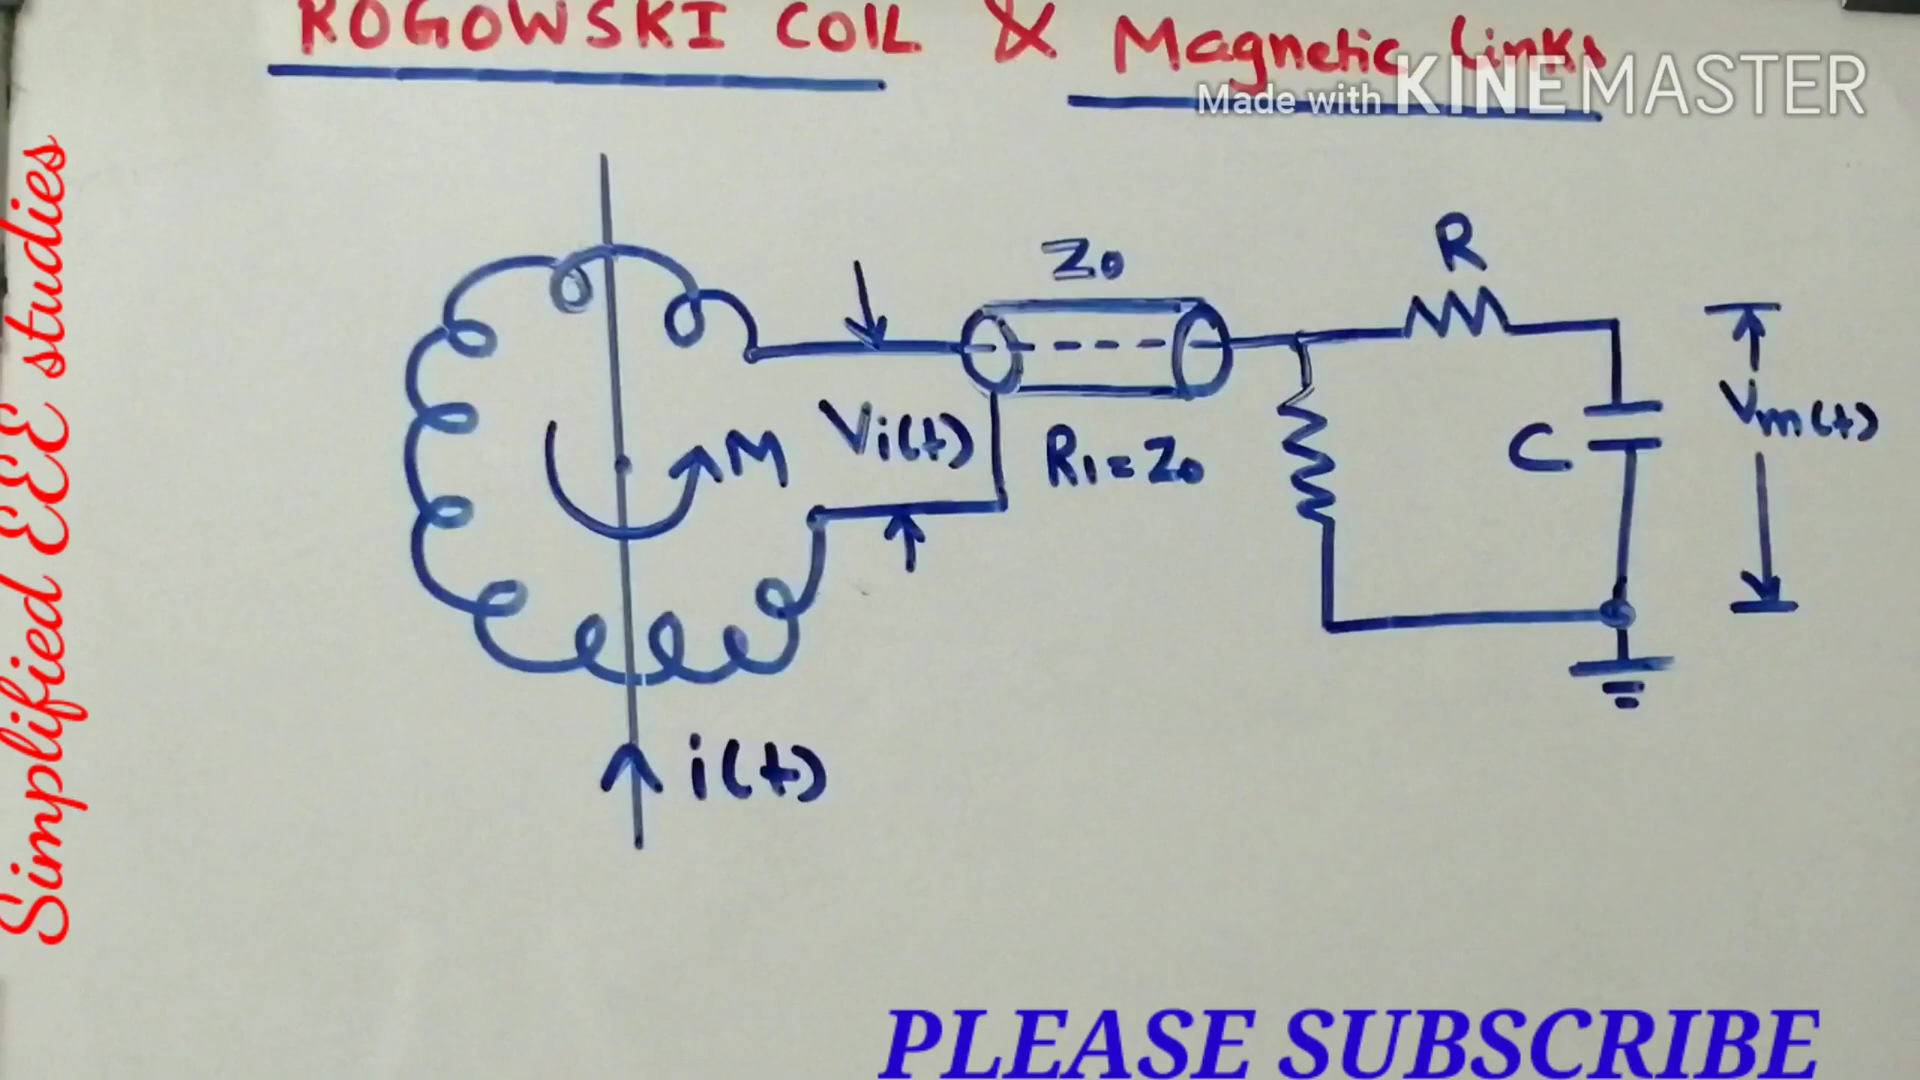 ROGOWSKI COIL & Magnetic Links
Made with KINEMASTER
Simplified EEE studies
Z0
R
Vi(t)
M
R1=Z0
C
Vm(t)
i(t)
PLEASE SUBSCRIBE